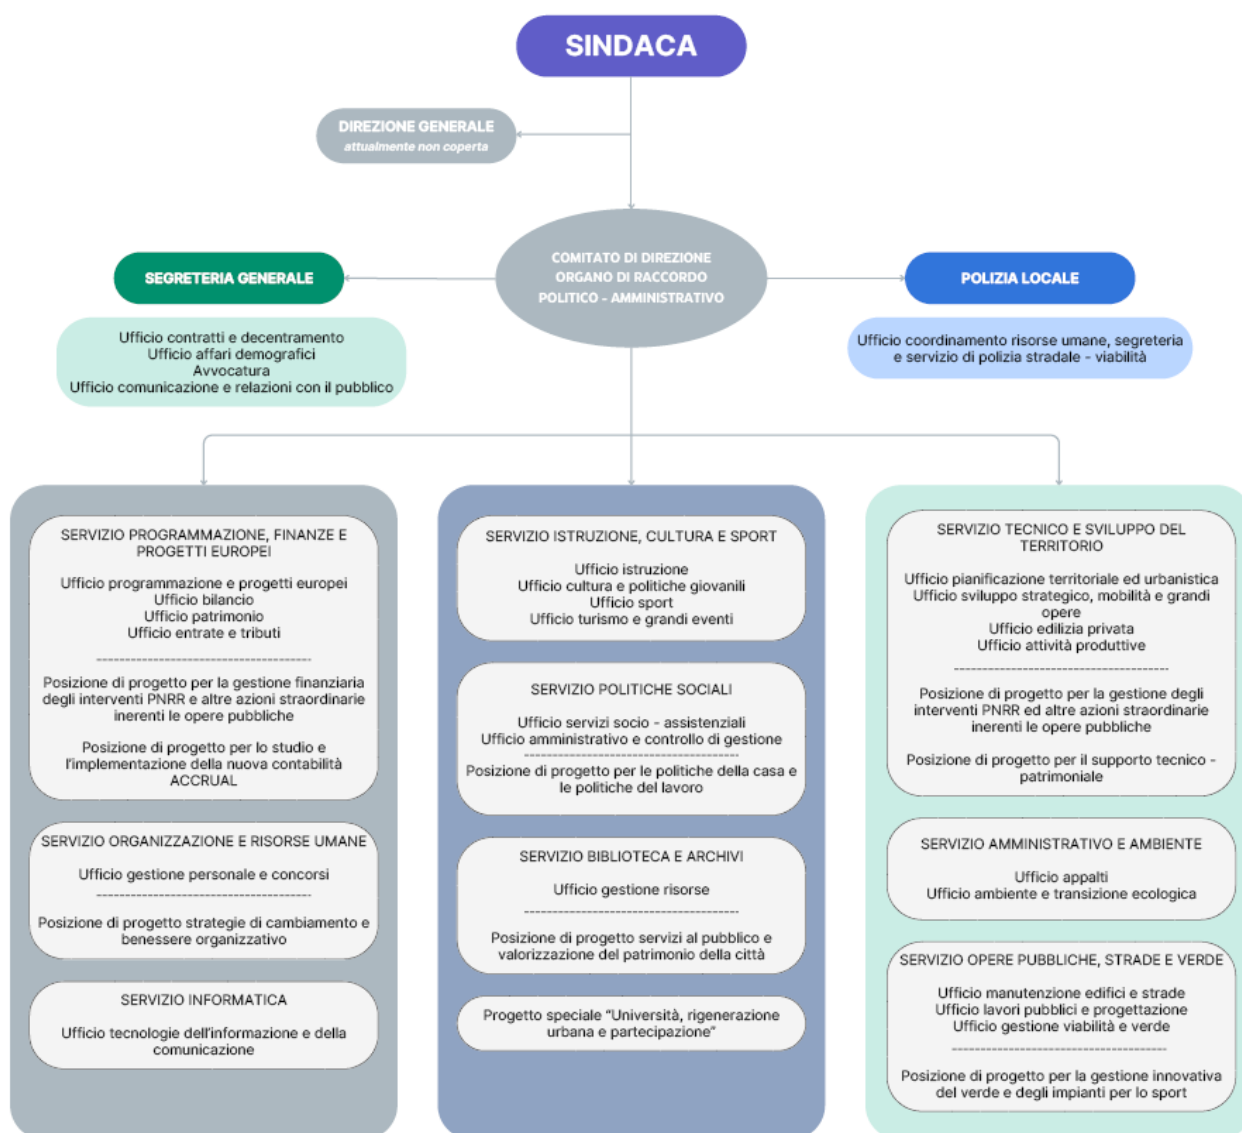 SINDACA
DIREZIONE GENERALE
attualmente non coperta
COMITATO DI DIREZIONE
ORGANO DI RACCORDO
POLITICO - AMMINISTRATIVO
SEGRETERIA GENERALE
Ufficio contratti e decentramento
Ufficio affari demografici
Avvocatura
Ufficio comunicazione e relazioni con il pubblico
POLIZIA LOCALE
Ufficio coordinamento risorse umane, segreteria
e servizio di polizia stradale - viabilità
SERVIZIO PROGRAMMAZIONE, FINANZE E
PROGETTI EUROPEI
Ufficio programmazione e progetti europei
Ufficio bilancio
Ufficio patrimonio
Ufficio entrate e tributi
Posizione di progetto per la gestione finanziaria
degli interventi PNRR e altre azioni straordinarie
inerenti le opere pubbliche
Posizione di progetto per lo studio e
l'implementazione della nuova contabilità
ACCRUAL
SERVIZIO ORGANIZZAZIONE E RISORSE UMANE
Ufficio gestione personale e concorsi
Posizione di progetto strategie di cambiamento e
benessere organizzativo
SERVIZIO INFORMATICA
Ufficio tecnologie dell'informazione e della
comunicazione
SERVIZIO ISTRUZIONE, CULTURA E SPORT
Ufficio istruzione
Ufficio cultura e politiche giovanili
Ufficio sport
Ufficio turismo e grandi eventi
SERVIZIO POLITICHE SOCIALI
Ufficio servizi socio - assistenziali
Ufficio amministrativo e controllo di gestione
Posizione di progetto per le politiche della casa e
le politiche del lavoro
SERVIZIO BIBLIOTECA E ARCHIVI
Ufficio gestione risorse
Posizione di progetto servizi al pubblico e
valorizzazione del patrimonio della città
Progetto speciale “Università, rigenerazione
urbana e partecipazione”
SERVIZIO TECNICO E SVILUPPO DEL
TERRITORIO
Ufficio pianificazione territoriale ed urbanistica
Ufficio sviluppo strategico, mobilità e grandi
opere
Ufficio edilizia privata
Ufficio attività produttive
Posizione di progetto per la gestione degli
interventi PNRR ed altre azioni straordinarie
inerenti le opere pubbliche
Posizione di progetto per il supporto tecnico -
patrimoniale
SERVIZIO AMMINISTRATIVO E AMBIENTE
Ufficio appalti
Ufficio ambiente e transizione ecologica
SERVIZIO OPERE PUBBLICHE, STRADE E VERDE
Ufficio manutenzione edifici e strade
Ufficio lavori pubblici e progettazione
Ufficio gestione viabilità e verde
Posizione di progetto per la gestione innovativa
del verde e degli impianti per lo sport